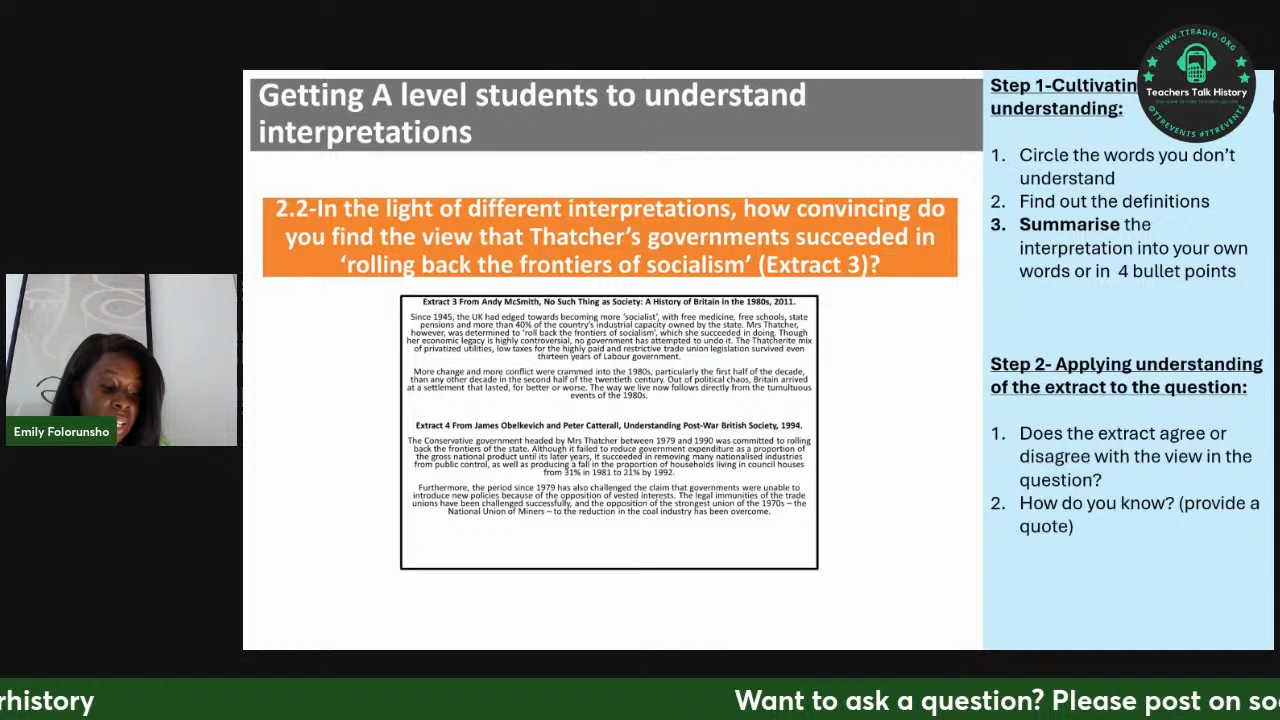 Getting A level students to understand
interpretations
2.2-In the light of different interpretations, how convincing do
you find the view that Thatcher's governments succeeded in
'rolling back the frontiers of socialism' (Extract 3)?
Extract 3 From Andy McSmith, No Such Thing as Society: A History of Britain in the 1980s, 2011.
Since 1945, the UK had edged towards becoming more 'socialist', with free medicine, free schools, state
pensions and more than 40% of the country's industrial capacity owned by the state. Mrs Thatcher,
however, was determined to 'roll back the frontiers of socialism', which she succeeded in doing. Though
her economic legacy is highly controversial, no government has attempted to undo it. The Thatcherite mix
of privatized utilities, low taxes for the highly paid and restrictive trade union legislation survived even
thirteen years of Labour government.
More change and more conflict were crammed into the 1980s, particularly the first half of the decade,
than any other decade in the second half of the twentieth century. Out of political chaos, Britain arrived
at a settlement that lasted, for better or worse. The way we live now follows directly from the tumultuous
events of the 1980s.
Extract 4 From James Obelkevich and Peter Catterall, Understanding Post-War British Society, 1994.
The Conservative government headed by Mrs Thatcher between 1979 and 1990 was committed to rolling
back the frontiers of the state. Although it failed to reduce government expenditure as a proportion of
the gross national product until its later years, it succeeded in removing many nationalised industries
from public control, as well as producing a fall in the proportion of households living in council houses
from 31% in 1981 to 21% by 1992.
Furthermore, the period since 1979 has also challenged the claim that governments were unable to
introduce new policies because of the opposition of vested interests. The legal immunities of the trade
unions have been challenged successfully, and the opposition of the strongest union of the 1970s – the
National Union of Miners – to the reduction in the coal industry has been overcome.
Step 1-Cultivatin
understanding:
1. Circle the words you don't
understand
2. Find out the definitions
3. Summarise the
interpretation into your own
words or in 4 bullet points
Step 2- Applying understanding
of the extract to the question:
1. Does the extract agree or
disagree with the view in the
question?
2. How do you know? (provide a
quote)
WWW.TTRADIO.ORG
Teachers Talk History
@TTREVENTS #TTREVENTS
Emily Folorunsho
rhistory
Want to ask a question? Please post on so